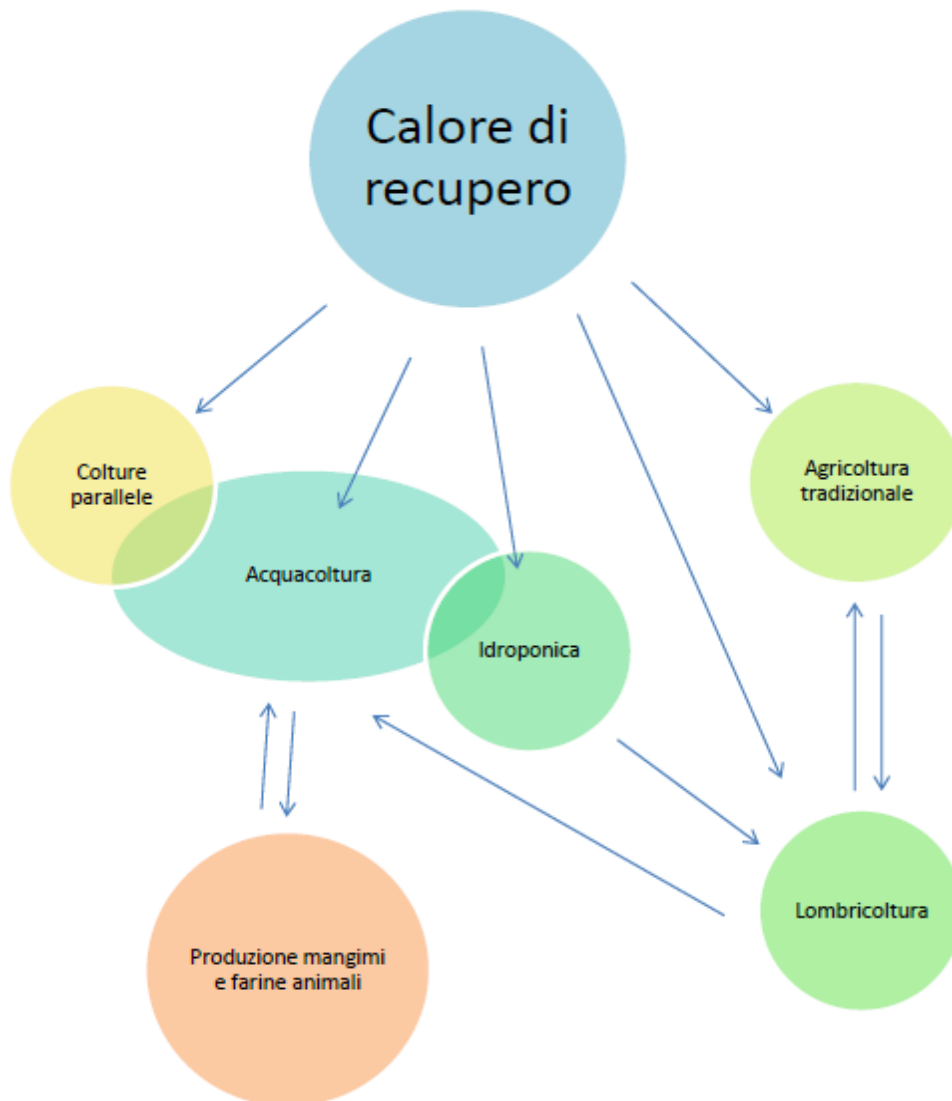 Calore di
recupero
Colture
parallele
Agricoltura
tradizionale
Acquacoltura
Idroponica
Lombricoltura
Produzione mangimi
e farine animali